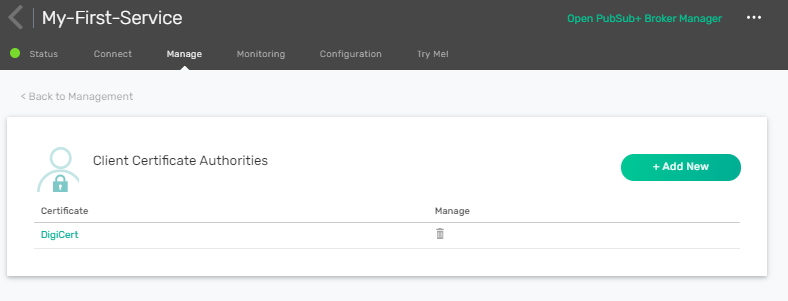 My-First-Service
Open PubSub+ Broker Manager
Status Connect Manage Monitoring Configuration Try Me!
< Back to Management
Client Certificate Authorities
+ Add New
Certificate Manage
DigiCert